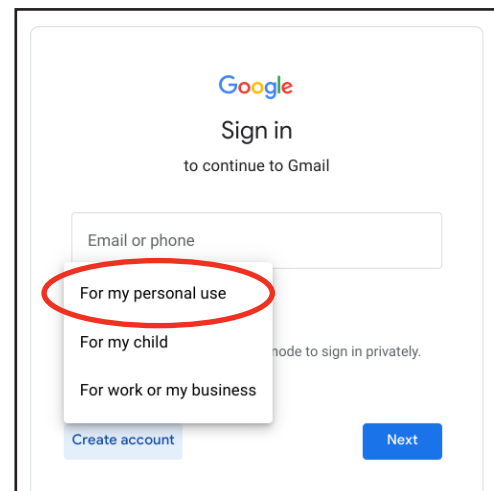 Google
Sign in
to continue to Gmail
Email or phone
For my personal use
For my child
mode to sign in privately.
For work or my business
Create account
Next